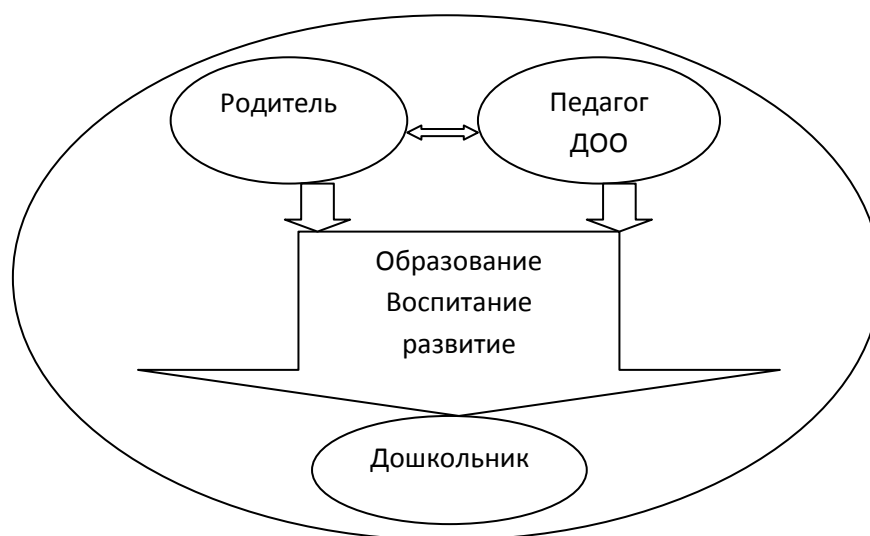 Родитель
Педагог
ДОО
Образование
Воспитание
развитие
Дошкольник